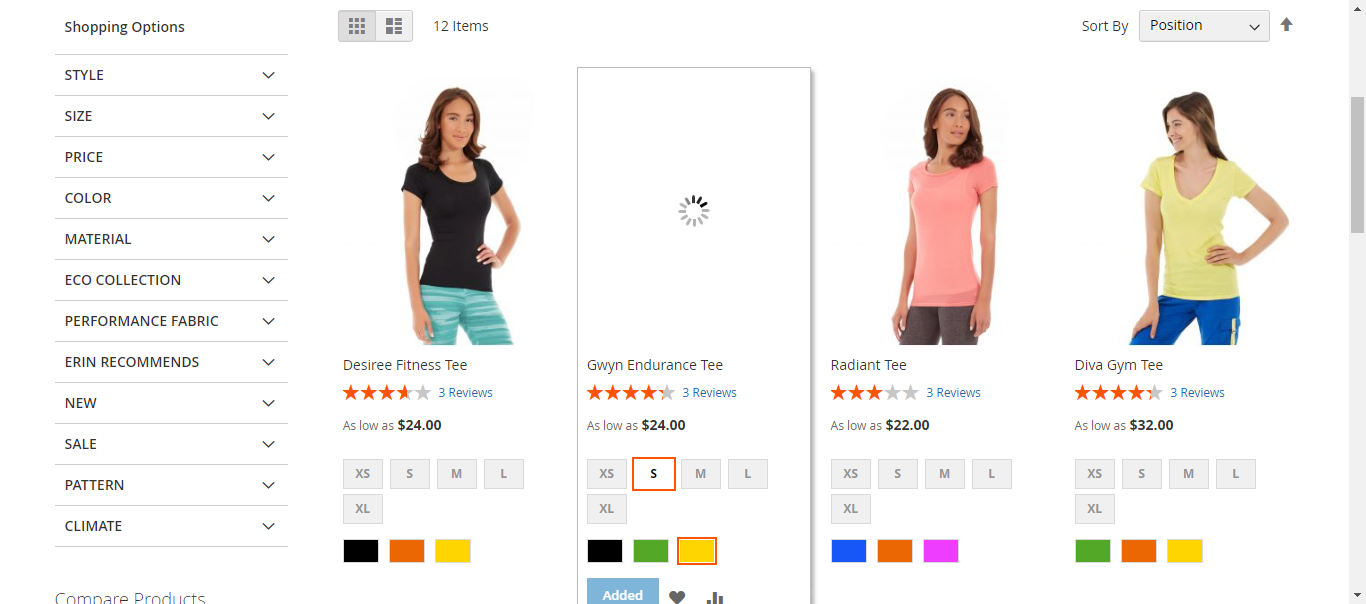 Shopping Options
STYLE
SIZE
PRICE
COLOR
MATERIAL
ECO COLLECTION
PERFORMANCE FABRIC
ERIN RECOMMENDS
NEW
SALE
PATTERN
CLIMATE
Compare Products
12 Items
Sort By Position
Desiree Fitness Tee
3 Reviews
As low as $24.00
XS S M L
XL
Gwyn Endurance Tee
3 Reviews
As low as $24.00
XS S M L
XL
Added
Radiant Tee
3 Reviews
As low as $22.00
XS S M L
XL
Diva Gym Tee
3 Reviews
As low as $32.00
XS S M L
XL